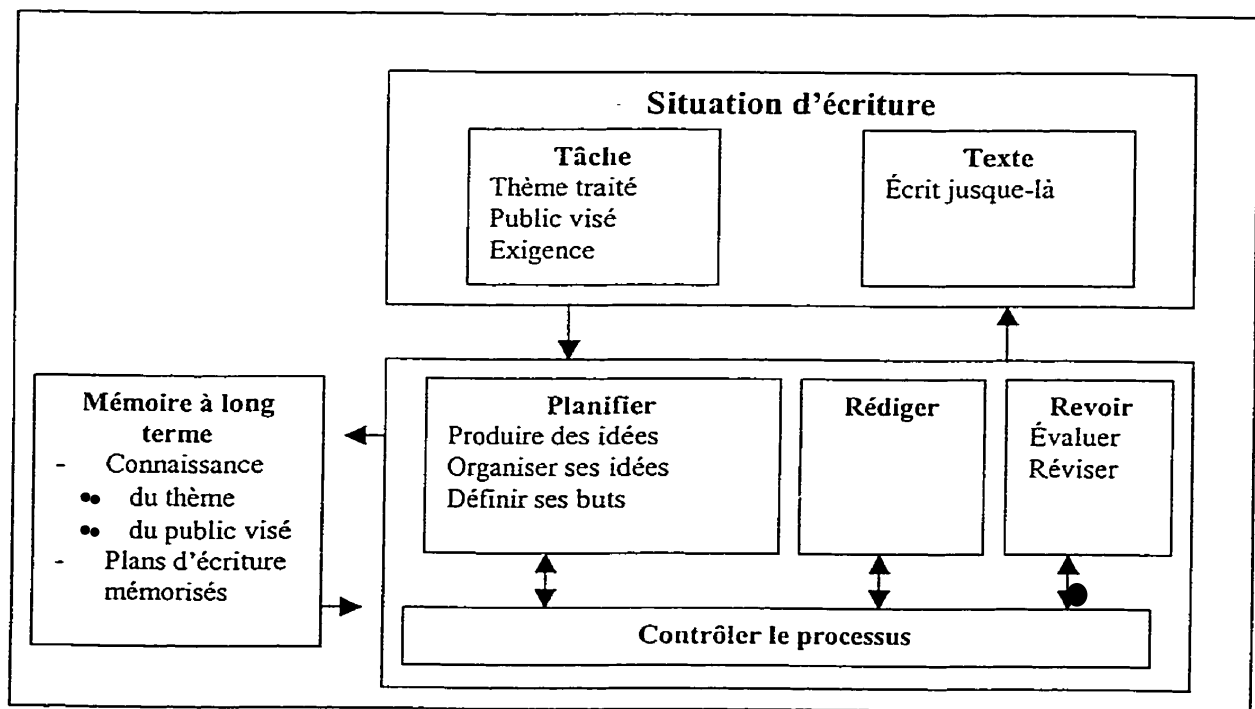 Situation d'écriture
Tâche
Thème traité
Public visé
Exigence
Texte
Écrit jusque-là
Mémoire à long
terme
- Connaissance
•• du thème
•• du public visé
- Plans d'écriture
mémorisés
Planifier
Produire des idées
Organiser ses idées
Définir ses buts
Rédiger
Revoir
Évaluer
Réviser
Contrôler le processus